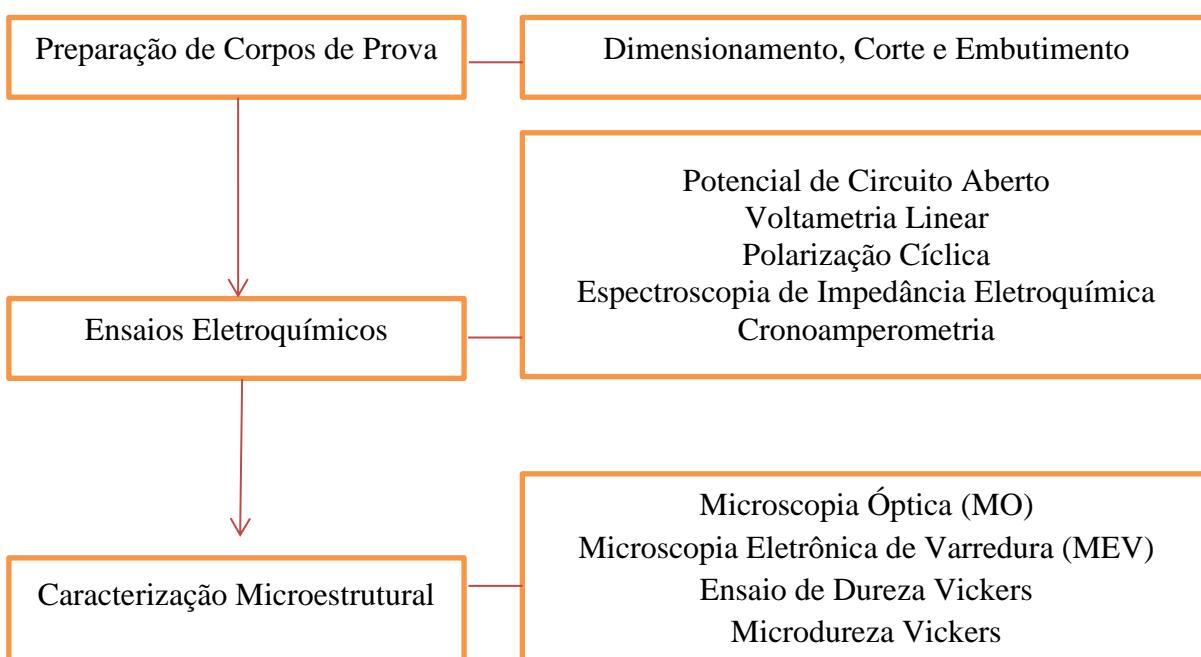 Preparação de Corpos de Prova
Dimensionamento, Corte e Embutimento
Potencial de Circuito Aberto
Voltametria Linear
Polarização Cíclica
Espectroscopia de Impedância Eletroquímica
Cronoamperometria
Ensaios Eletroquímicos
Microscopia Óptica (MO)
Microscopia Eletrônica de Varredura (MEV)
Ensaio de Dureza Vickers
Microdureza Vickers
Caracterização Microestrutural